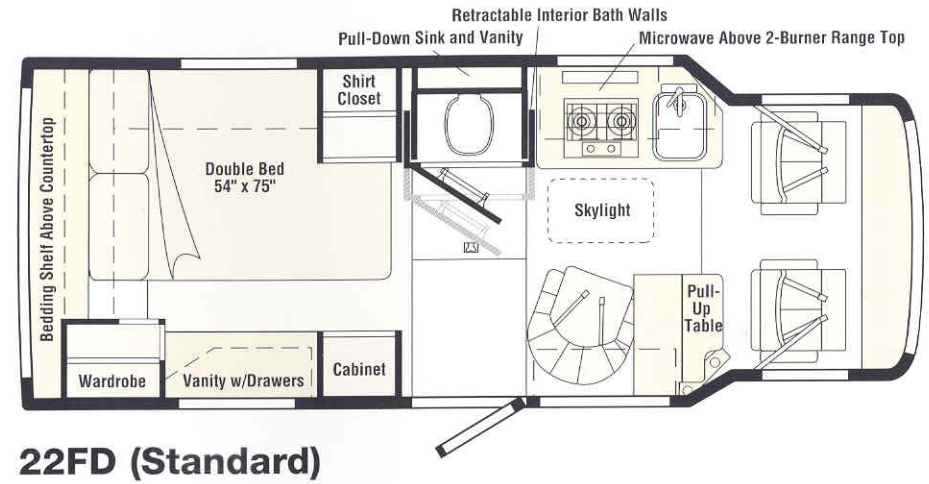 Retractable Interior Bath Walls
Pull-Down Sink and Vanity
Microwave Above 2-Burner Range Top
Shirt
Closet
Double Bed
54" x 75"
Bedding Shelf Above Countertop
Skylight
Pull-
Up
Table
Wardrobe
Vanity w/Drawers
Cabinet
22FD (Standard)